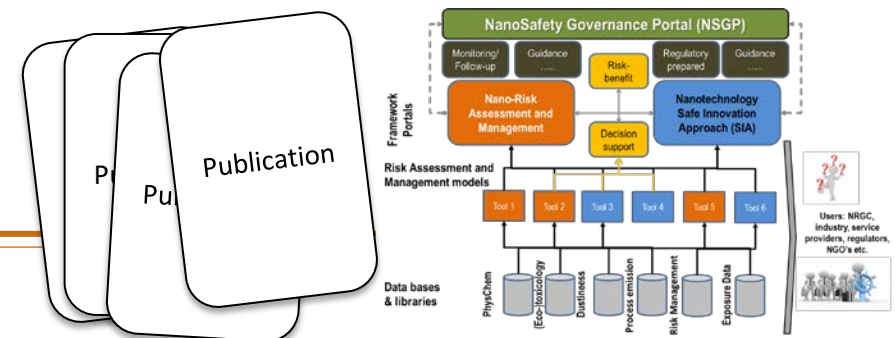 Publication
Pu
Pu
NanoSafety Governance Portal (NSGP)
Monitoring/
Follow-up
Guidance
.....
Risk-
benefit
Regulatory
prepared
Guidance
.....
Framework
Portals
Nano-Risk
Assessment and
Management
Decision
support
Nanotechnology
Safe Innovation
Approach (SIA)
Risk Assessment and
Management models
Tool 1
Tool 2
Tool 3
Tool 4
Tool 5
Tool 6
Data bases
& libraries
PhysChem
(Eco-)toxicology
Dustineess
Process emission
Risk Management
Exposure Data
? ? ?
?
Users: NRGC,
industry, service
providers, regulators,
NGO's etc.